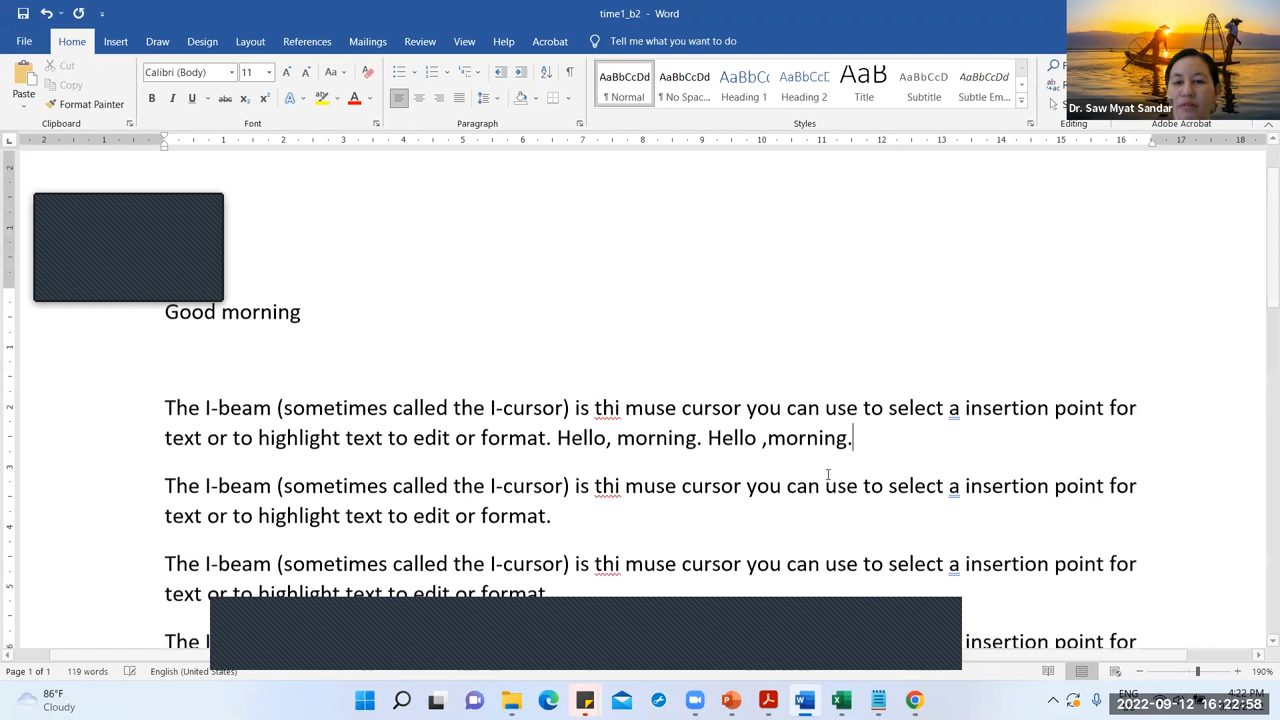 time1_b2 - Word
File Home Insert Draw Design Layout References Mailings Review View Help Acrobat Tell me what you want to do
Paste
Cut
Copy
Format Painter
Clipboard
Calibri (Body) 11
Font
Paragraph
AaBbCcDd AaBbCcDd AaBbCc AaBbCcD AaB AaBbCcD AaBbCcDd
Normal No Spac... Heading 1 Heading 2 Title Subtitle Subtle Em...
Styles
Editing
Adobe Acrobat
Dr. Saw Myat Sandar
Good morning
The I-beam (sometimes called the I-cursor) is thi muse cursor you can use to select a insertion point for
text or to highlight text to edit or format. Hello, morning. Hello ,morning.
The I-beam (sometimes called the I-cursor) is thi muse cursor you can use to select a insertion point for
text or to highlight text to edit or format.
The I-beam (sometimes called the I-cursor) is thi muse cursor you can use to select a insertion point for
text or to highlight text to edit or format.
The I insertion point for
Page 1 of 1 119 words English (United States) 190%
86°F
Cloudy
ENG
4:22 PM
2022-09-12 16:22:58